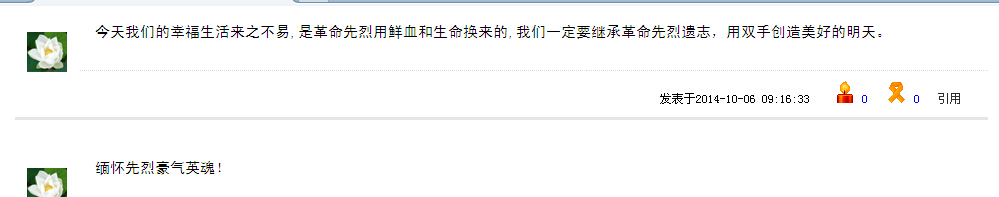 今天我们的幸福生活来之不易,是革命先烈用鲜血和生命换来的,我们一定要继承革命先烈遗志，用双手创造美好的明天。
发表于2014-10-06 09:16:33 0 0 引用
缅怀先烈豪气英魂！